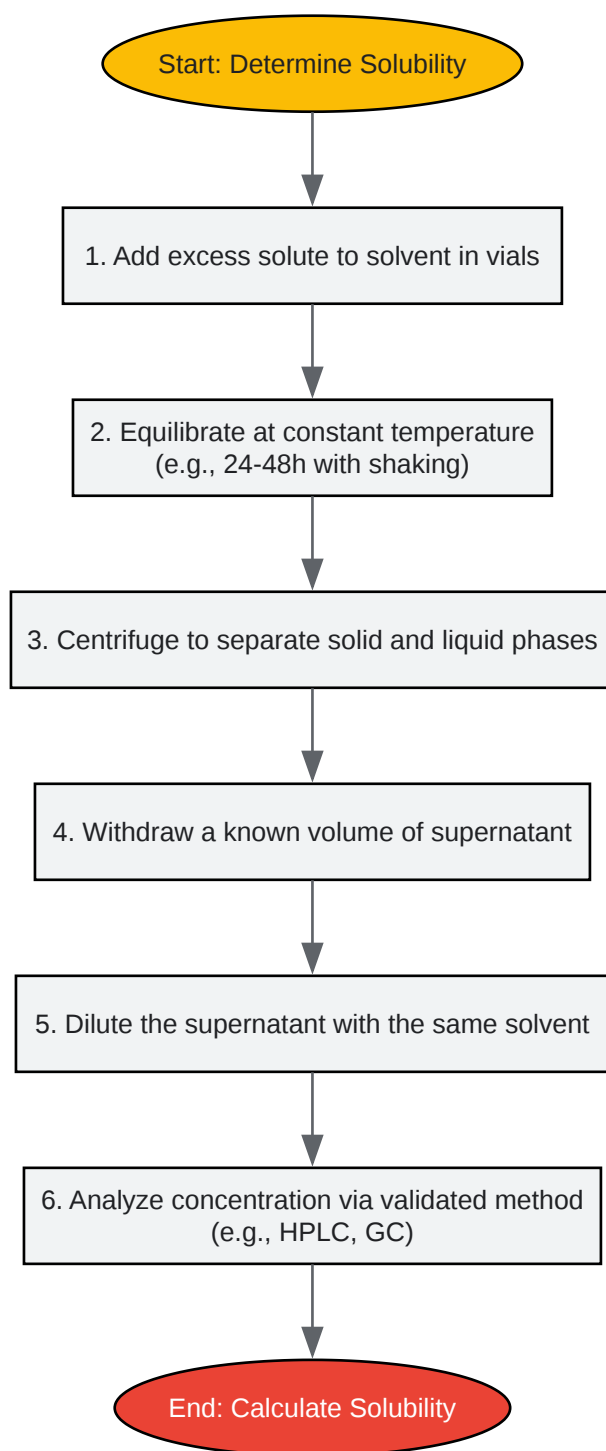 Start: Determine Solubility
1. Add excess solute to solvent in vials
2. Equilibrate at constant temperature
(e.g., 24-48h with shaking)
3. Centrifuge to separate solid and liquid phases
4. Withdraw a known volume of supernatant
5. Dilute the supernatant with the same solvent
6. Analyze concentration via validated method
(e.g., HPLC, GC)
End: Calculate Solubility